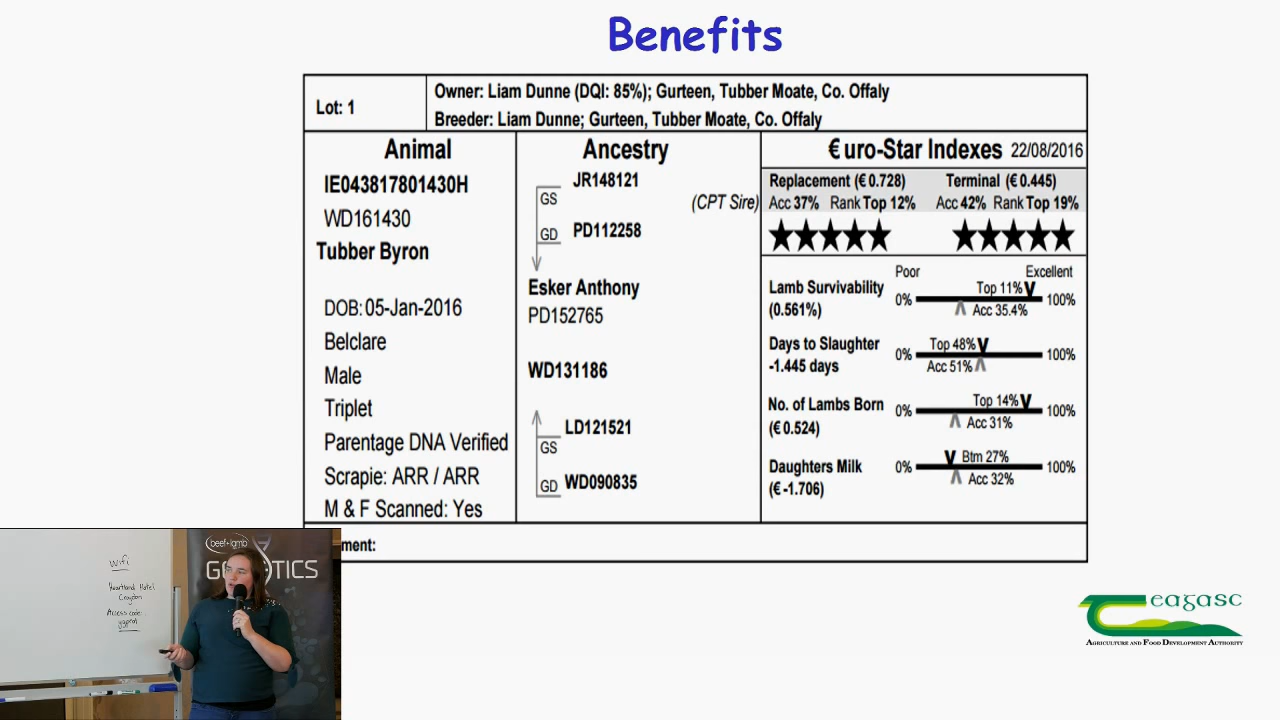 Benefits
Lot: 1
Owner: Liam Dunne (DQI: 85%); Gurteen, Tubber Moate, Co. Offaly
Breeder: Liam Dunne; Gurteen, Tubber Moate, Co. Offaly
Animal
IE043817801430H
WD161430
Tubber Byron
DOB: 05-Jan-2016
Belclare
Male
Triplet
Parentage DNA Verified
Scrapie: ARR / ARR
M & F Scanned: Yes
Ancestry
JR148121
GS
(CPT Sire)
GD PD112258
Esker Anthony
PD152765
WD131186
LD121521
GS
GD WD090835
€uro-Star Indexes 22/08/2016
Replacement (€ 0.728) Terminal (€ 0.445)
Acc 37% Rank Top 12% Acc 42% Rank Top 19%
★★★★★ ★★★★★
Poor Excellent
Lamb Survivability
(0.561%)
0% Top 11% 100%
Acc 35.4%
Days to Slaughter
-1.445 days
0% Top 48% 100%
Acc 51%
No. of Lambs Born
(€ 0.524)
0% Top 14% 100%
Acc 31%
Daughters Milk
(€ -1.706)
0% Btm 27% 100%
Acc 32%
ment:
wifi
Heartland Hotel
Croydon
Access code:
beef+lamb
G TICS
eagasc
Agriculture and Food Development Authority